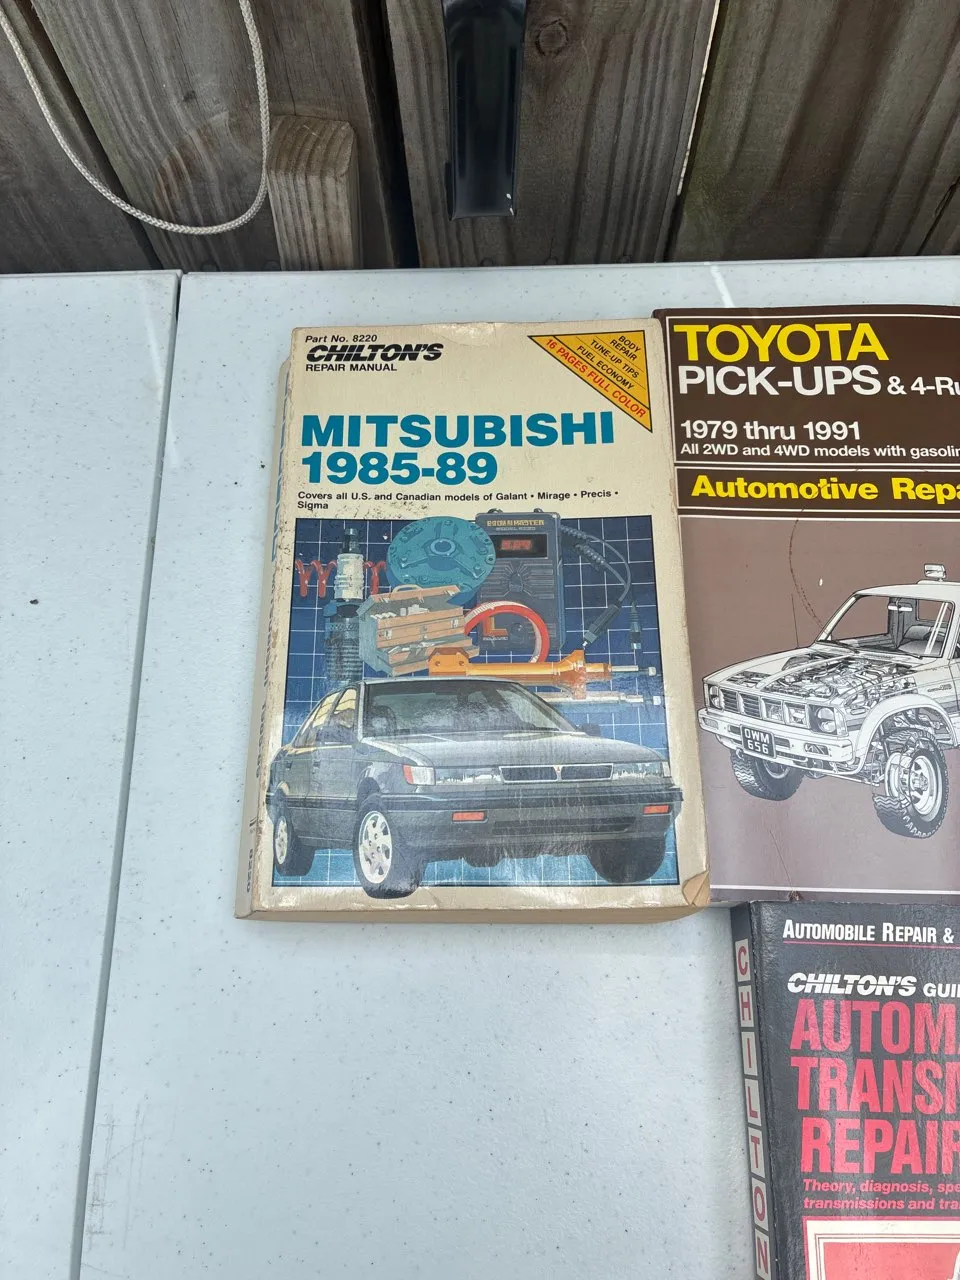 Part No. 8220
CHILTON'S
REPAIR MANUAL
BODY
REPAIR
TUNE-UP TIPS
FUEL ECONOMY
16 PAGES FULL COLOR
MITSUBISHI
1985-89
Covers all U.S. and Canadian models of Galant • Mirage • Precis •
Sigma
TOYOTA
PICK-UPS & 4-Ru
1979 thru 1991
All 2WD and 4WD models with gasolin
Automotive Repa
OWM
656
AUTOMOBILE REPAIR &
CHILTON'S GUI
AUTOMA
TRANSM
REPAIR
Theory, diagnosis, spe
transmissions and tra
CHILTON
8220